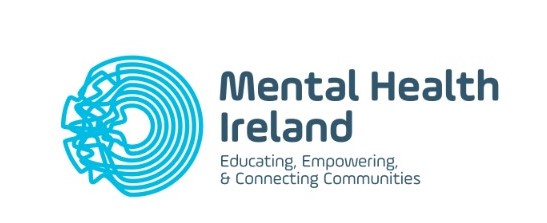 Mental Health
Ireland
Educating, Empowering,
& Connecting Communities